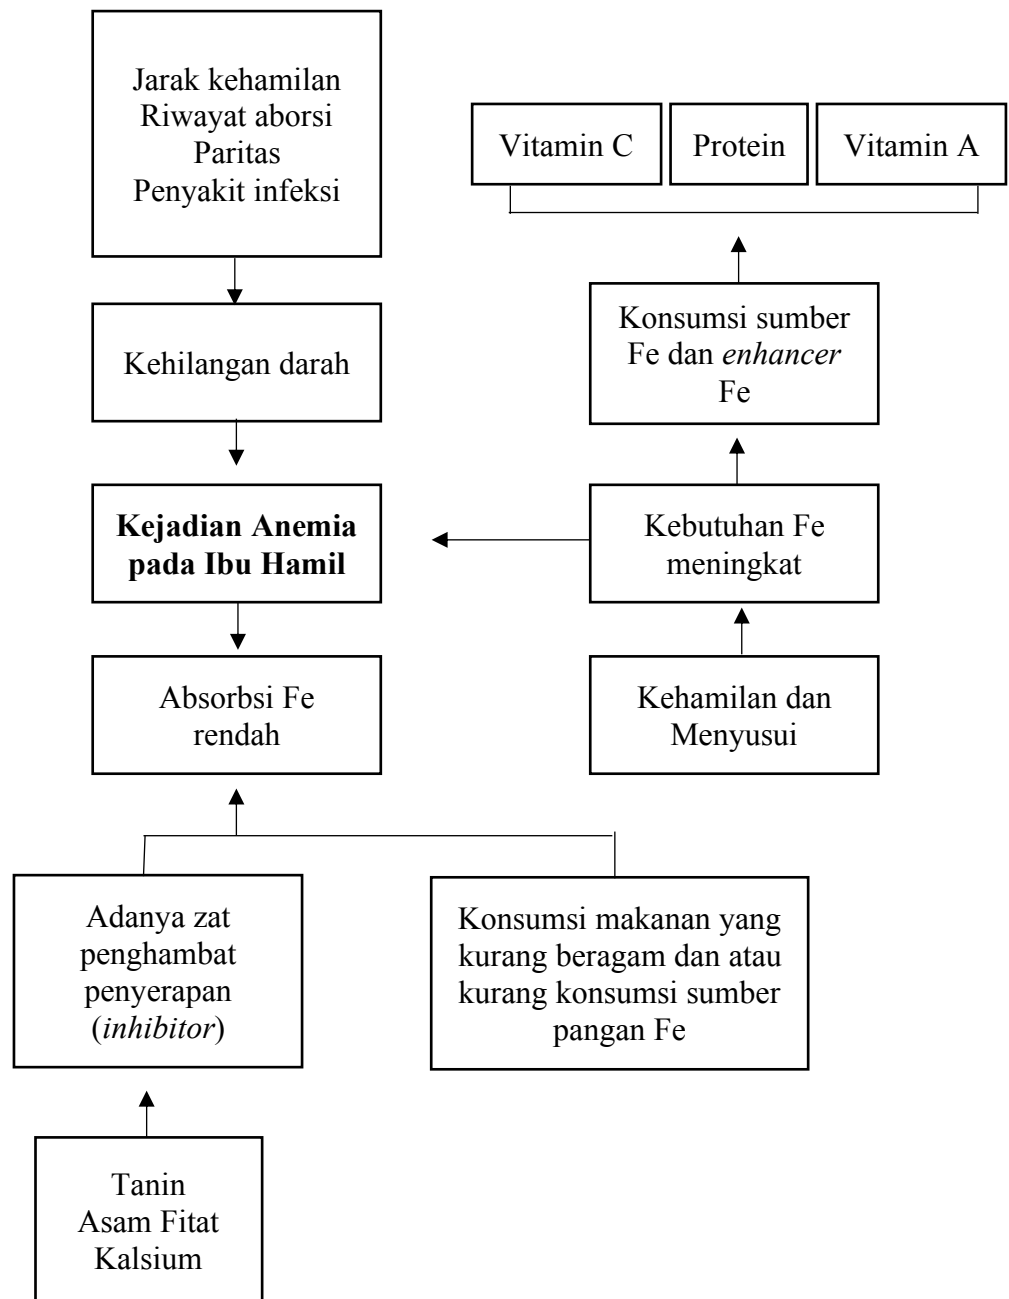 Jarak kehamilan
Riwayat aborsi
Paritas
Penyakit infeksi
Vitamin C
Protein
Vitamin A
Kehilangan darah
Konsumsi sumber
Fe dan enhancer
Fe
Kejadian Anemia
pada Ibu Hamil
Kebutuhan Fe
meningkat
Absorbsi Fe
rendah
Kehamilan dan
Menyusui
Adanya zat
penghambat
penyerapan
(inhibitor)
Konsumsi makanan yang
kurang beragam dan atau
kurang konsumsi sumber
pangan Fe
Tanin
Asam Fitat
Kalsium